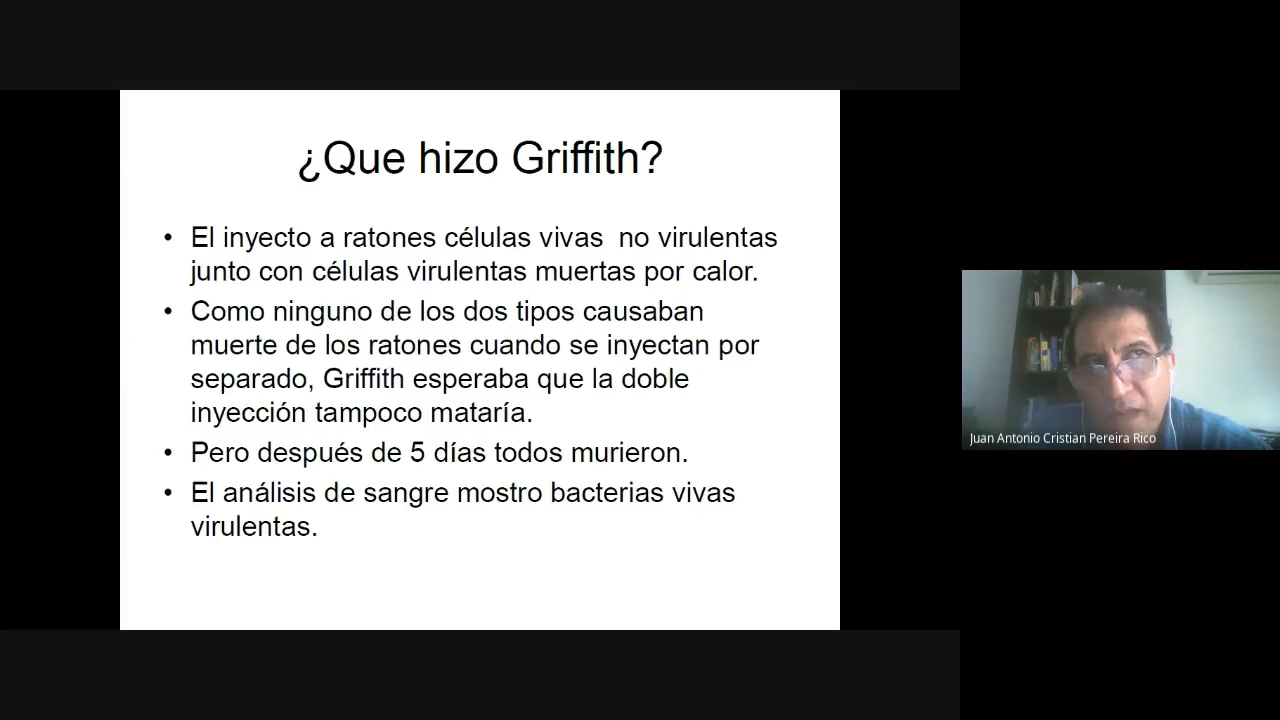 ¿Que hizo Griffith?
• El inyecto a ratones células vivas  no virulentas
junto con células virulentas muertas por calor.
• Como ninguno de los dos tipos causaban
muerte de los ratones cuando se inyectan por
separado, Griffith esperaba que la doble
inyección tampoco mataría.
• Pero después de 5 días todos murieron.
• El análisis de sangre mostro bacterias vivas
virulentas.
Juan Antonio Cristian Pereira Rico